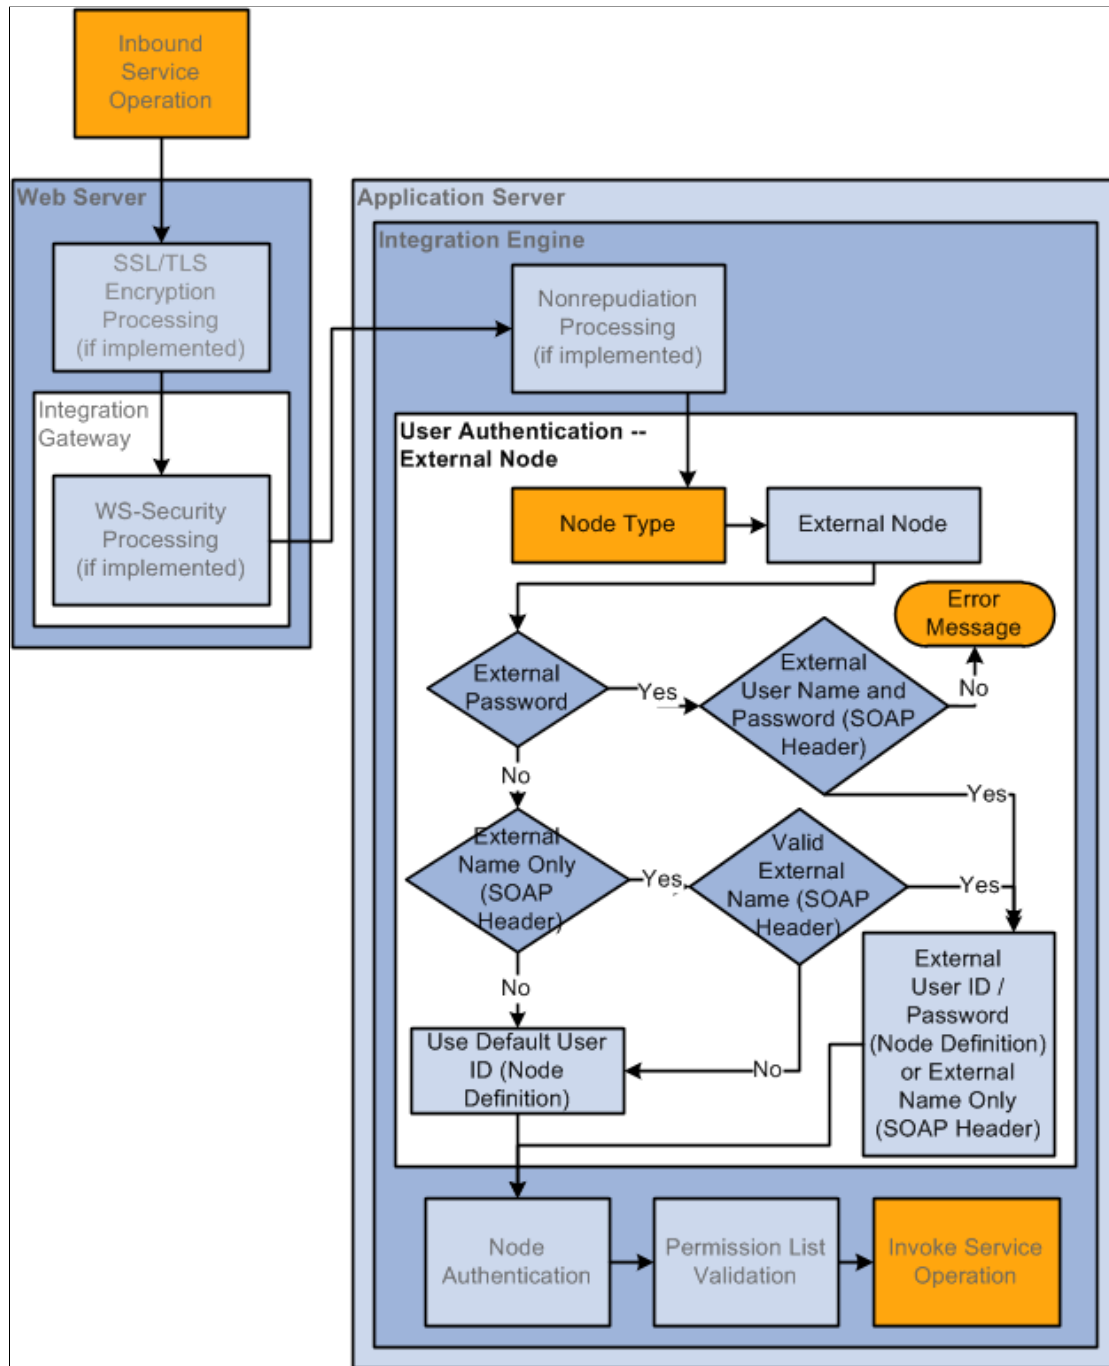 Inbound
Service
Operation
Web Server
SSL/TLS
Encryption
Processing
(if implemented)
Integration
Gateway
WS-Security
Processing
(if implemented)
Application Server
Integration Engine
Nonrepudiation
Processing
(if implemented)
User Authentication --
External Node
Node Type
External Node
Error
Message
External
Password
Yes
External
User Name and
Password (SOAP
Header)
No
No
Yes
External
Name Only
(SOAP
Header)
Yes
Valid
External
Name (SOAP
Header)
Yes
No
No
Use Default User
ID (Node
Definition)
External
User ID /
Password
(Node Definition)
or External
Name Only
(SOAP Header)
Node
Authentication
Permission List
Validation
Invoke Service
Operation